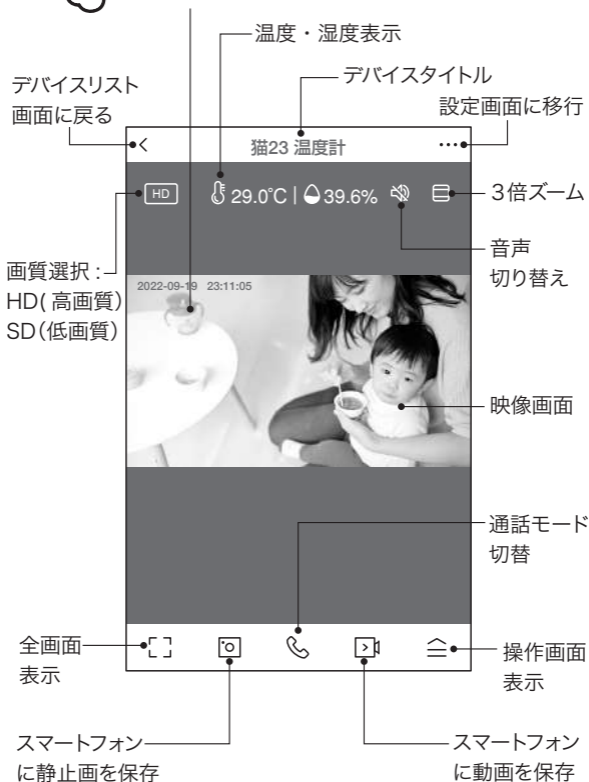 温度・湿度表示
デバイスリスト
画面に戻る
デバイスタイトル
設定画面に移行
猫23 温度計
HD
29.0℃ | 39.6%
3倍ズーム
音声
切り替え
画質選択 :
HD( 高画質)
SD(低画質)
2022-09-19 23:11:05
映像画面
通話モード
切替
全画面
表示
操作画面
表示
スマートフォン
に静止画を保存
スマートフォン
に動画を保存